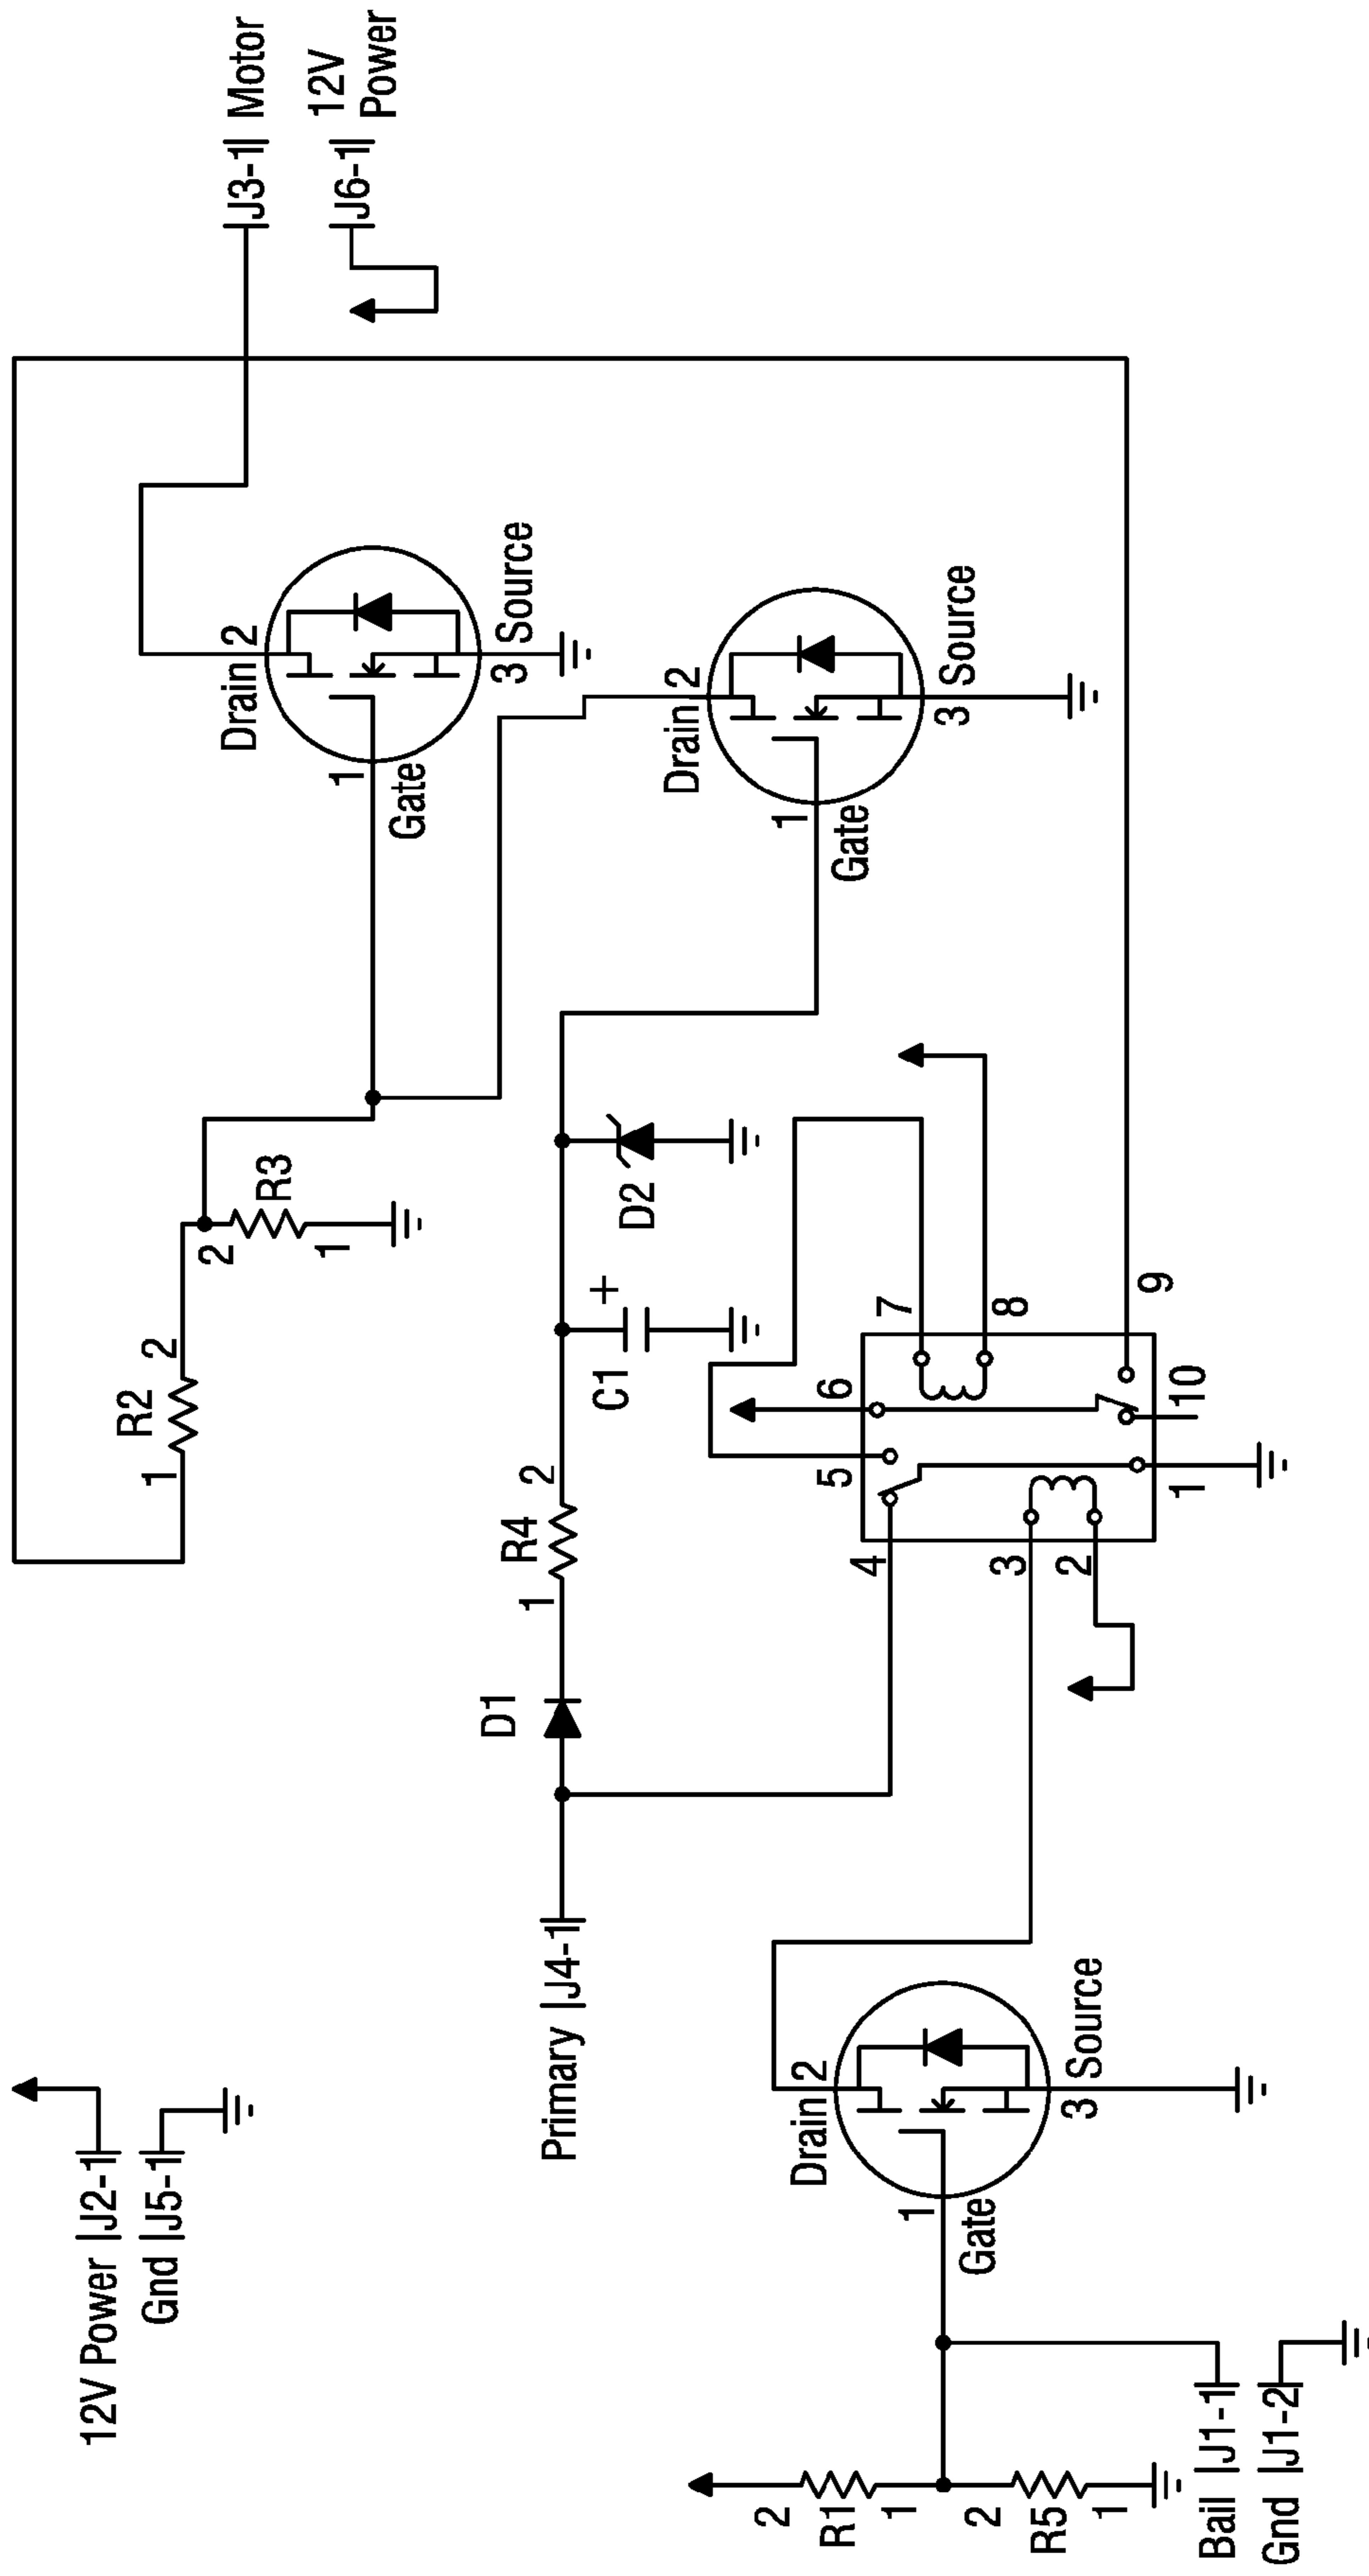 12V Power |J2-1|
Gnd |J5-1|
R2
1
2
2
R3
1
Drain 2
1
Gate
3 Source
|J3-1| Motor
|J6-1| 12V
Power
Primary |J4-1|
D1
1
R4
2
C1
+
D2
Drain 2
1
Gate
3 Source
4
5
6
7
3
8
2
1
10
9
Drain 2
1
Gate
3 Source
2
R1
1
2
R5
1
Bail |J1-1|
Gnd |J1-2|